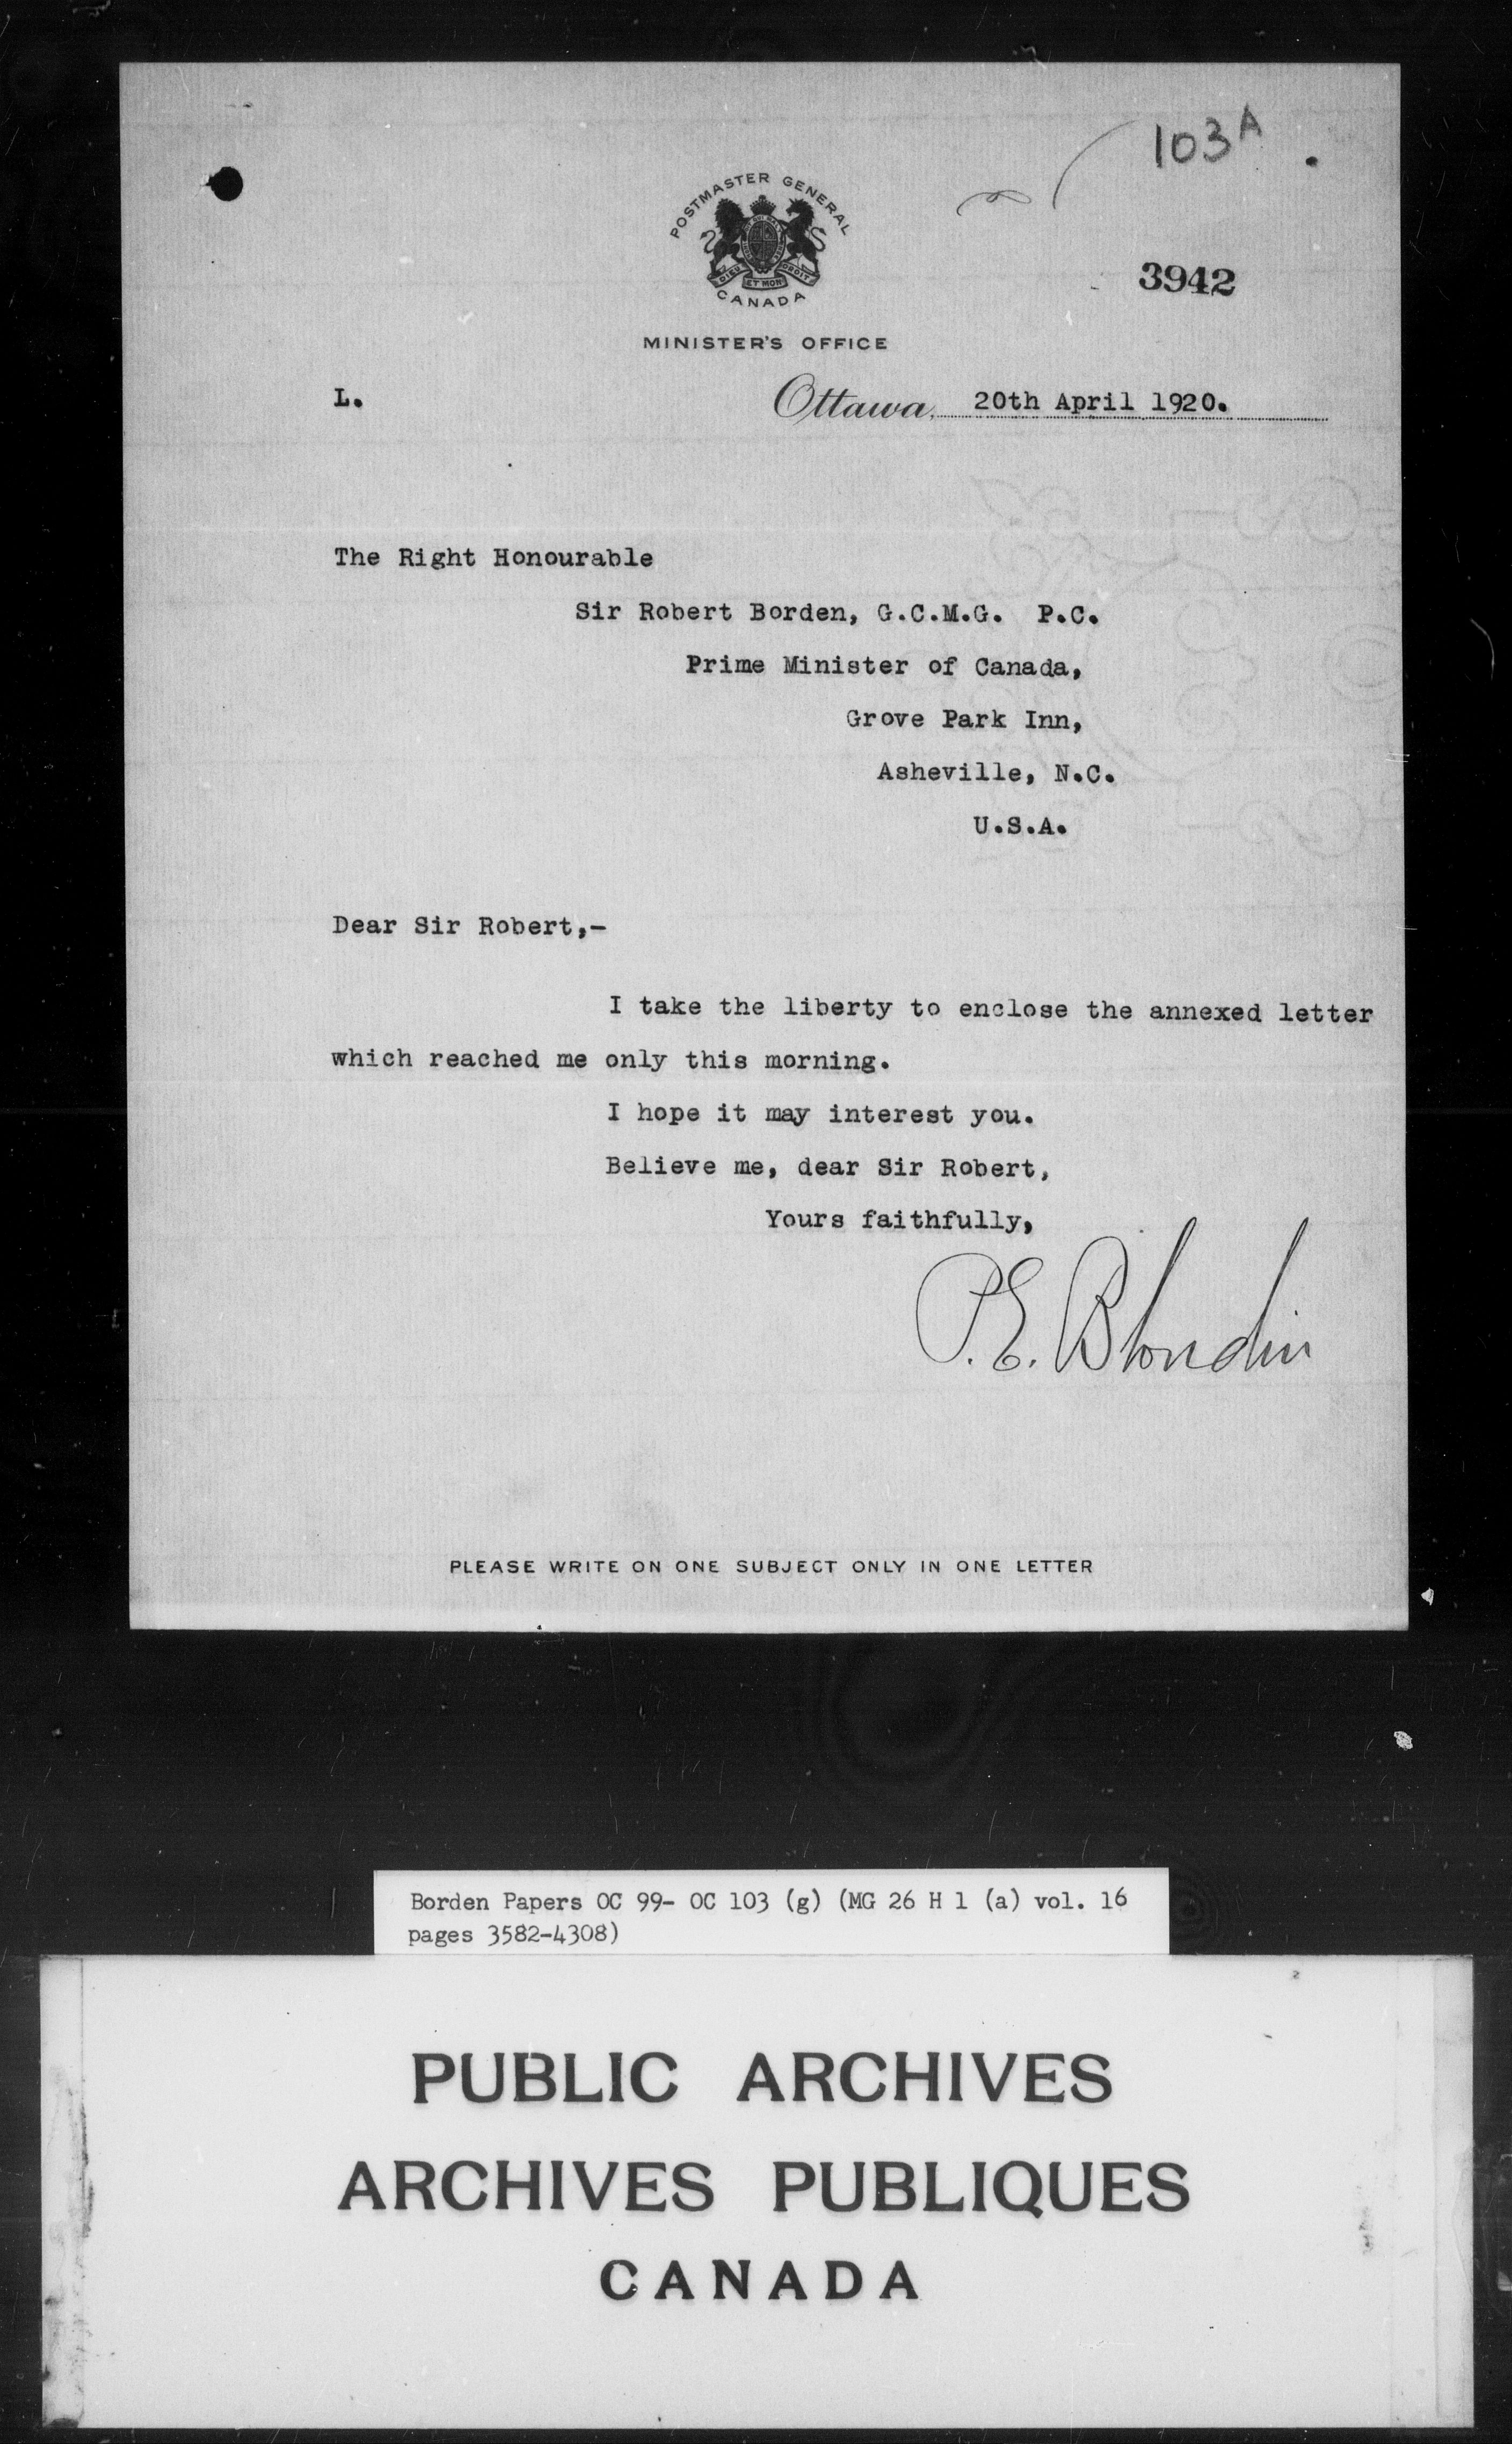 103A
POSTMASTER GENERAL
DIEU ET MON DROIT
CANADA
3942
MINISTER'S OFFICE
L.
Ottawa, 20th April 1920.
The Right Honourable
Sir Robert Borden, G.C.M.G. P.C.
Prime Minister of Canada,
Grove Park Inn,
Asheville, N.C.
U.S.A.
Dear Sir Robert,-
I take the liberty to enclose the annexed letter
which reached me only this morning.
I hope it may interest you.
Believe me, dear Sir Robert,
Yours faithfully,
P.E. Blondin
PLEASE WRITE ON ONE SUBJECT ONLY IN ONE LETTER
Borden Papers OC 99- OC 103 (g) (MG 26 H 1 (a) vol. 16
pages 3582-4308)
PUBLIC ARCHIVES
ARCHIVES PUBLIQUES
CANADA